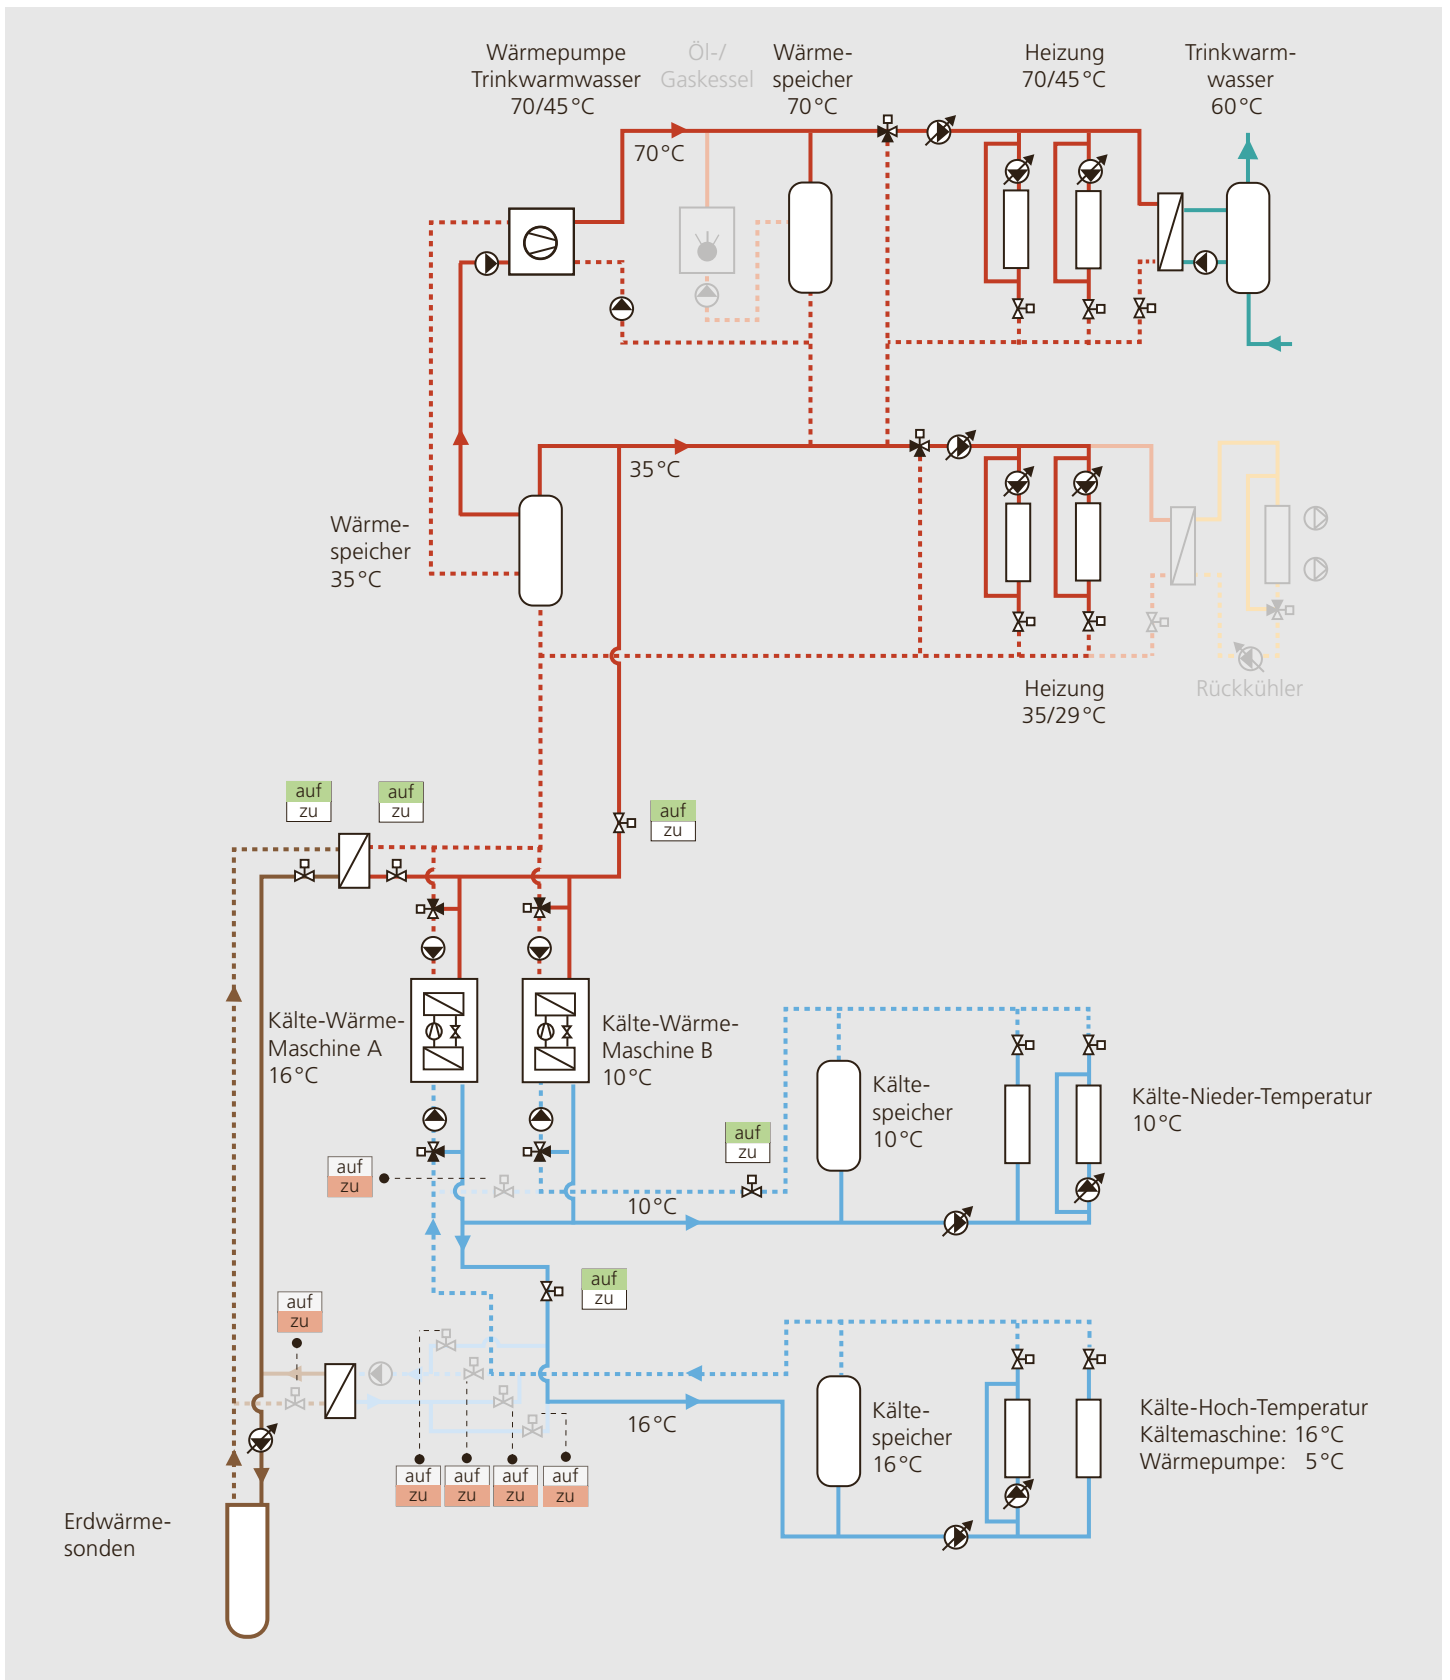 Wärmepumpe
Trinkwarmwasser
70/45 °C
Öl-/
Gaskessel
Wärme-
speicher
70 °C
Heizung
70/45 °C
Trinkwarm-
wasser
60 °C
70 °C
35 °C
Wärme-
speicher
35 °C
Heizung
35/29 °C
Rückkühler
auf
zu
auf
zu
auf
zu
Kälte-Wärme-
Maschine A
16 °C
Kälte-Wärme-
Maschine B
10 °C
Kälte-
speicher
10 °C
Kälte-Nieder-Temperatur
10 °C
auf
zu
auf
zu
10 °C
auf
zu
auf
zu
16 °C
Kälte-
speicher
16 °C
Kälte-Hoch-Temperatur
Kältemaschine: 16 °C
Wärmepumpe: 5 °C
auf
zu
auf
zu
auf
zu
auf
zu
Erdwärme-
sonden